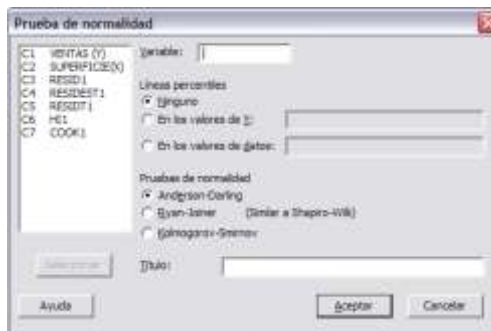 Prueba de normalidad
C1 VENTAS (Y)
C2 SUPERFICIE(X)
C3 RESID1
C4 RESIDEST1
C5 RESIDT1
C6 HI1
C7 COOK1
Variable:
Líneas percentiles
Ninguno
En los valores de Y:
En los valores de datos:
Pruebas de normalidad
Anderson-Darling
Ryan-Joiner (Similar a Shapiro-Wilk)
Kolmogorov-Smirnov
Seleccionar
Título:
Ayuda
Aceptar
Cancelar